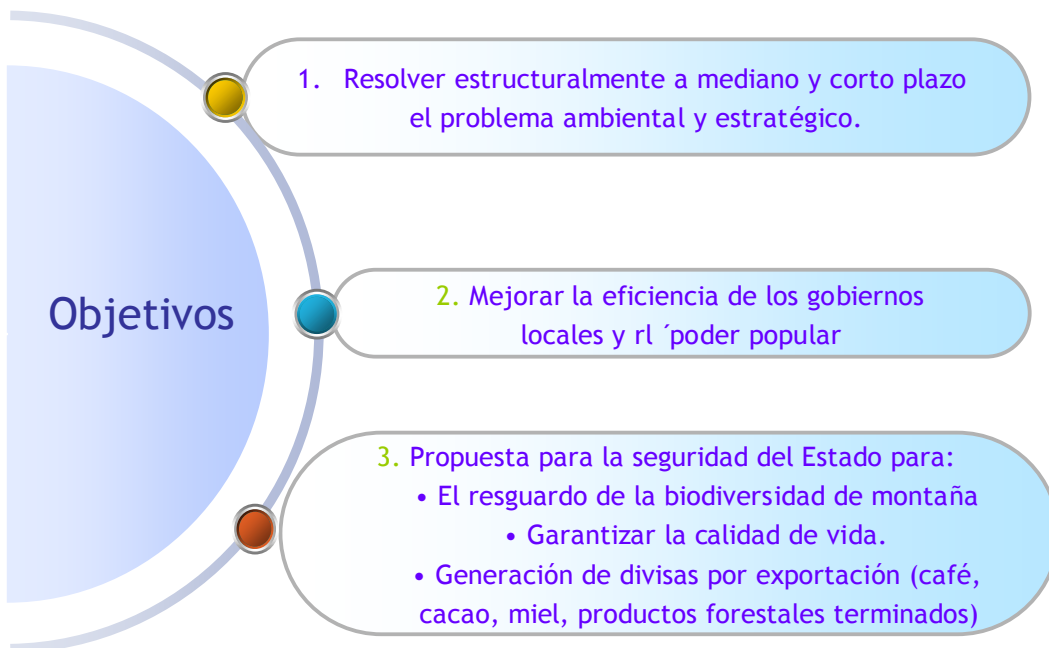 Objetivos
1. Resolver estructuralmente a mediano y corto plazo
el problema ambiental y estratégico.
2. Mejorar la eficiencia de los gobiernos
locales y rl ´poder popular
3. Propuesta para la seguridad del Estado para:
• El resguardo de la biodiversidad de montaña
• Garantizar la calidad de vida.
• Generación de divisas por exportación (café,
cacao, miel, productos forestales terminados)